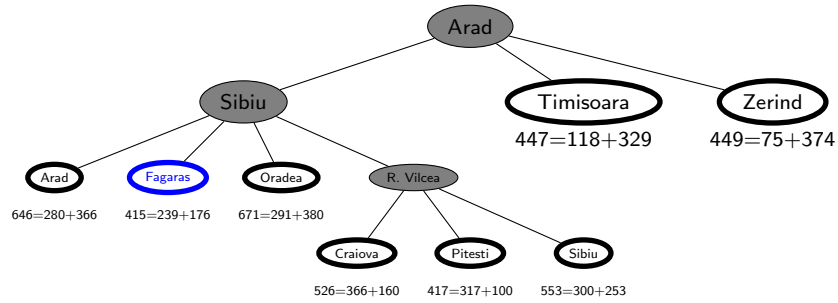 Arad
Sibiu
Timisoara
Zerind
447=118+329
449=75+374
Arad
Fagaras
Oradea
R. Vilcea
646=280+366
415=239+176
671=291+380
Craiova
Pitesti
Sibiu
526=366+160
417=317+100
553=300+253